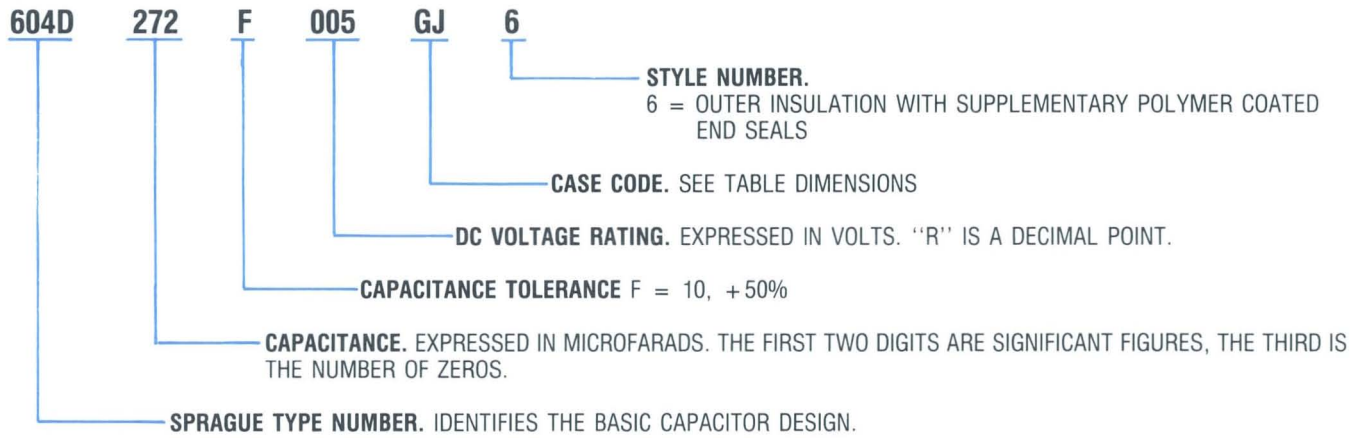 604D 272 F 005 GJ 6
STYLE NUMBER.
6 = OUTER INSULATION WITH SUPPLEMENTARY POLYMER COATED
END SEALS
CASE CODE. SEE TABLE DIMENSIONS
DC VOLTAGE RATING. EXPRESSED IN VOLTS. ‘‘R’’ IS A DECIMAL POINT.
CAPACITANCE TOLERANCE F = 10, +50%
CAPACITANCE. EXPRESSED IN MICROFARADS. THE FIRST TWO DIGITS ARE SIGNIFICANT FIGURES, THE THIRD IS
THE NUMBER OF ZEROS.
SPRAGUE TYPE NUMBER. IDENTIFIES THE BASIC CAPACITOR DESIGN.